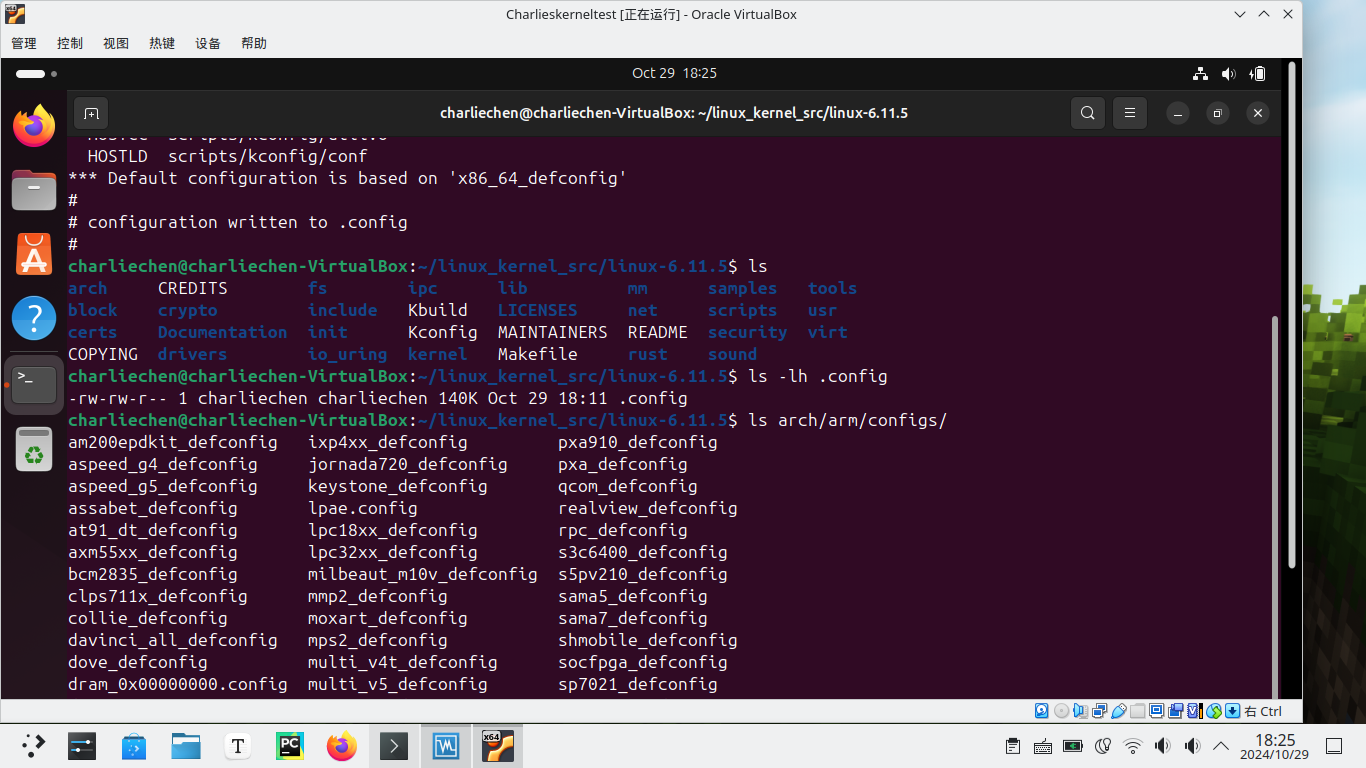 Charlieskerneltest [正在运行] - Oracle VirtualBox
管理 控制 视图 热键 设备 帮助
Oct 29 18:25
charliechen@charliechen-VirtualBox: ~/linux_kernel_src/linux-6.11.5
HOSTLD scripts/kconfig/conf
*** Default configuration is based on 'x86_64_defconfig'
#
# configuration written to .config
#
charliechen@charliechen-VirtualBox:~/linux_kernel_src/linux-6.11.5$ ls
arch CREDITS fs ipc lib mm samples tools
block crypto include Kbuild LICENSES net scripts usr
certs Documentation init Kconfig MAINTAINERS README security virt
COPYING drivers io_uring kernel Makefile rust sound
charliechen@charliechen-VirtualBox:~/linux_kernel_src/linux-6.11.5$ ls -lh .config
-rw-rw-r-- 1 charliechen charliechen 140K Oct 29 18:11 .config
charliechen@charliechen-VirtualBox:~/linux_kernel_src/linux-6.11.5$ ls arch/arm/configs/
am200epdkit_defconfig ixp4xx_defconfig pxa910_defconfig
aspeed_g4_defconfig jornada720_defconfig pxa_defconfig
aspeed_g5_defconfig keystone_defconfig qcom_defconfig
assabet_defconfig lpae.config realview_defconfig
at91_dt_defconfig lpc18xx_defconfig rpc_defconfig
axm55xx_defconfig lpc32xx_defconfig s3c6400_defconfig
bcm2835_defconfig milbeaut_m10v_defconfig s5pv210_defconfig
clps711x_defconfig mmp2_defconfig sama5_defconfig
collie_defconfig moxart_defconfig sama7_defconfig
davinci_all_defconfig mps2_defconfig shmobile_defconfig
dove_defconfig multi_v4t_defconfig socfpga_defconfig
dram_0x00000000.config multi_v5_defconfig sp7021_defconfig
右 Ctrl
18:25
2024/10/29